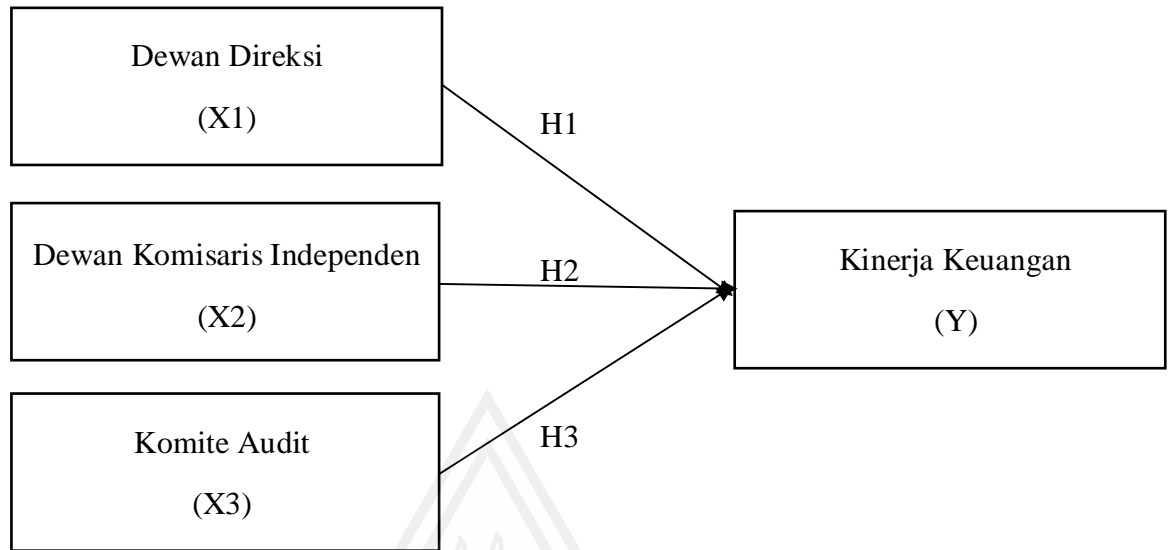 Dewan Direksi
(X1)
H1
Dewan Komisaris Independen
(X2)
H2
Kinerja Keuangan
(Y)
Komite Audit
(X3)
H3